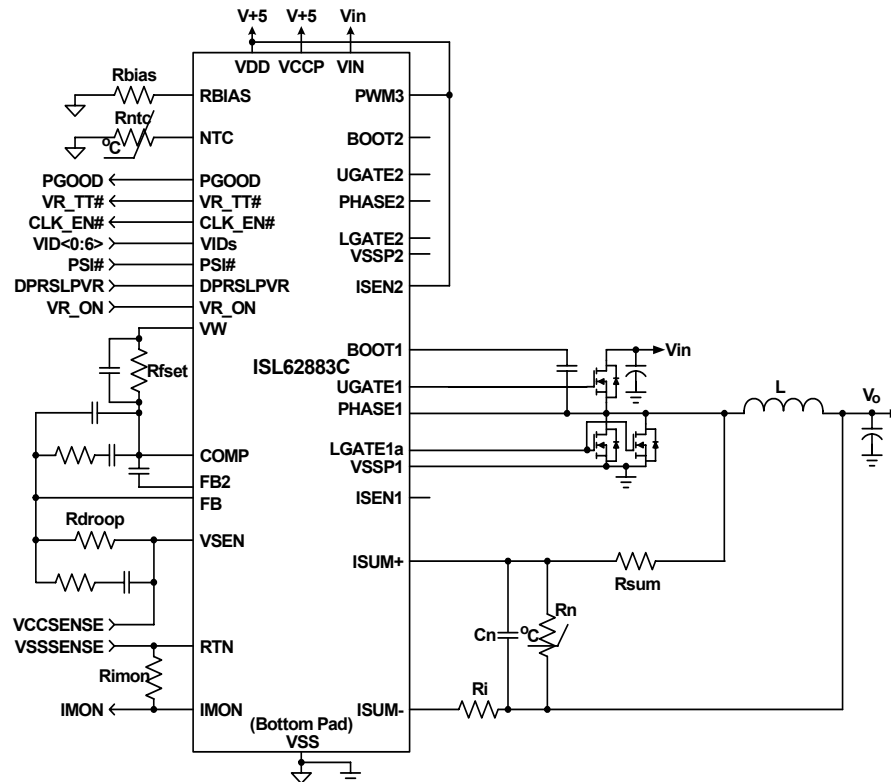 V+5 V+5 Vin
VDD VCCP VIN
Rbias
RBIAS
PWM3
Rntc
°C
NTC
BOOT2
PGOOD PGOOD
UGATE2
VR_TT# VR_TT#
PHASE2
CLK_EN# CLK_EN#
VID<0:6> VIDs
LGATE2
VSSP2
PSI# PSI#
DPRSLPVR DPRSLPVR
ISEN2
VR_ON VR_ON
VW
BOOT1
Vin
Rfset
ISL62883C
UGATE1
L
Vo
PHASE1
LGATE1a
COMP
VSSP1
FB2
FB
ISEN1
Rdroop
VSEN
ISUM+
Rsum
Rn
°C
Cn
VCCSENSE
VSSSENSE RTN
Rimon
Ri
IMON IMON
ISUM-
(Bottom Pad)
VSS